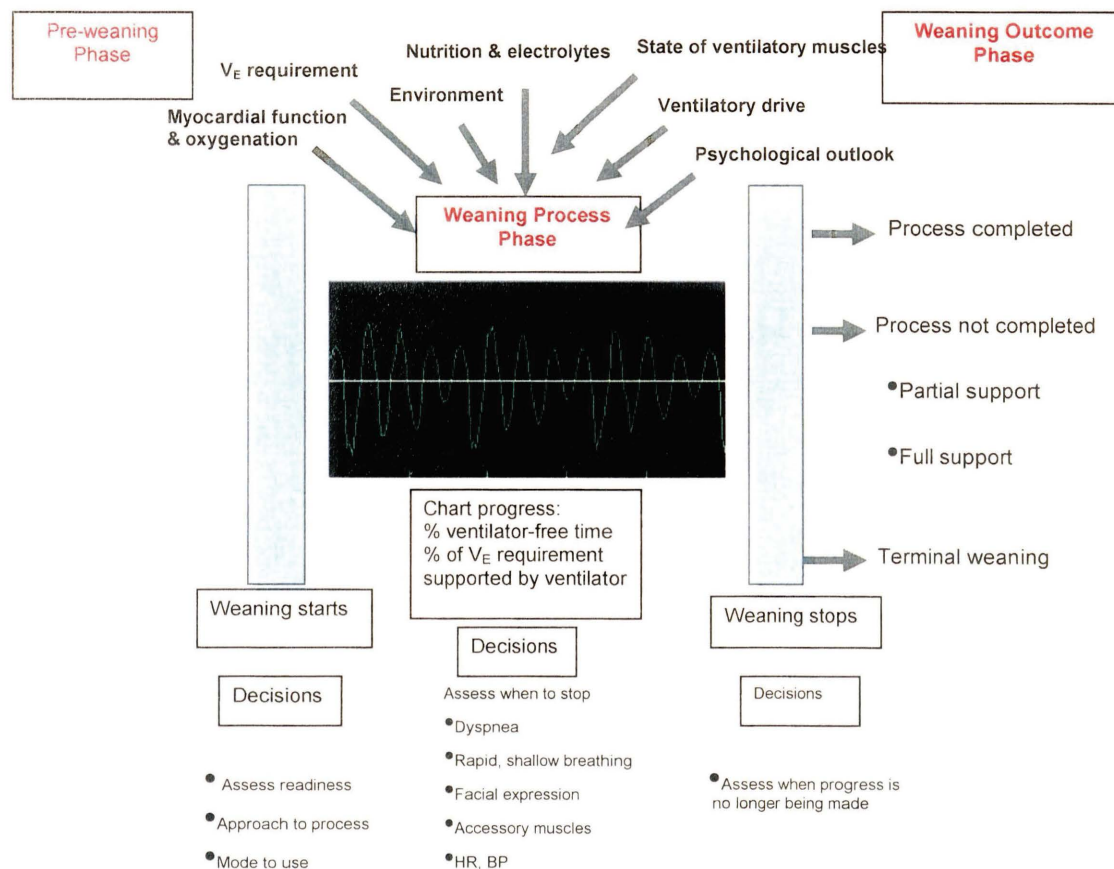 Pre-weaning
Phase
Nutrition & electrolytes
State of ventilatory muscles
Weaning Outcome
Phase
VE requirement
Environment
Ventilatory drive
Myocardial function
& oxygenation
Psychological outlook
Weaning Process
Phase
Process completed
Process not completed
•Partial support
•Full support
Terminal weaning
Chart progress:
% ventilator-free time
% of VE requirement
supported by ventilator
Weaning starts
Weaning stops
Decisions
• Assess readiness
•Approach to process
•Mode to use
Decisions
Assess when to stop
•Dyspnea
•Rapid, shallow breathing
•Facial expression
•Accessory muscles
•HR, BP
Decisions
•Assess when progress is
no longer being made